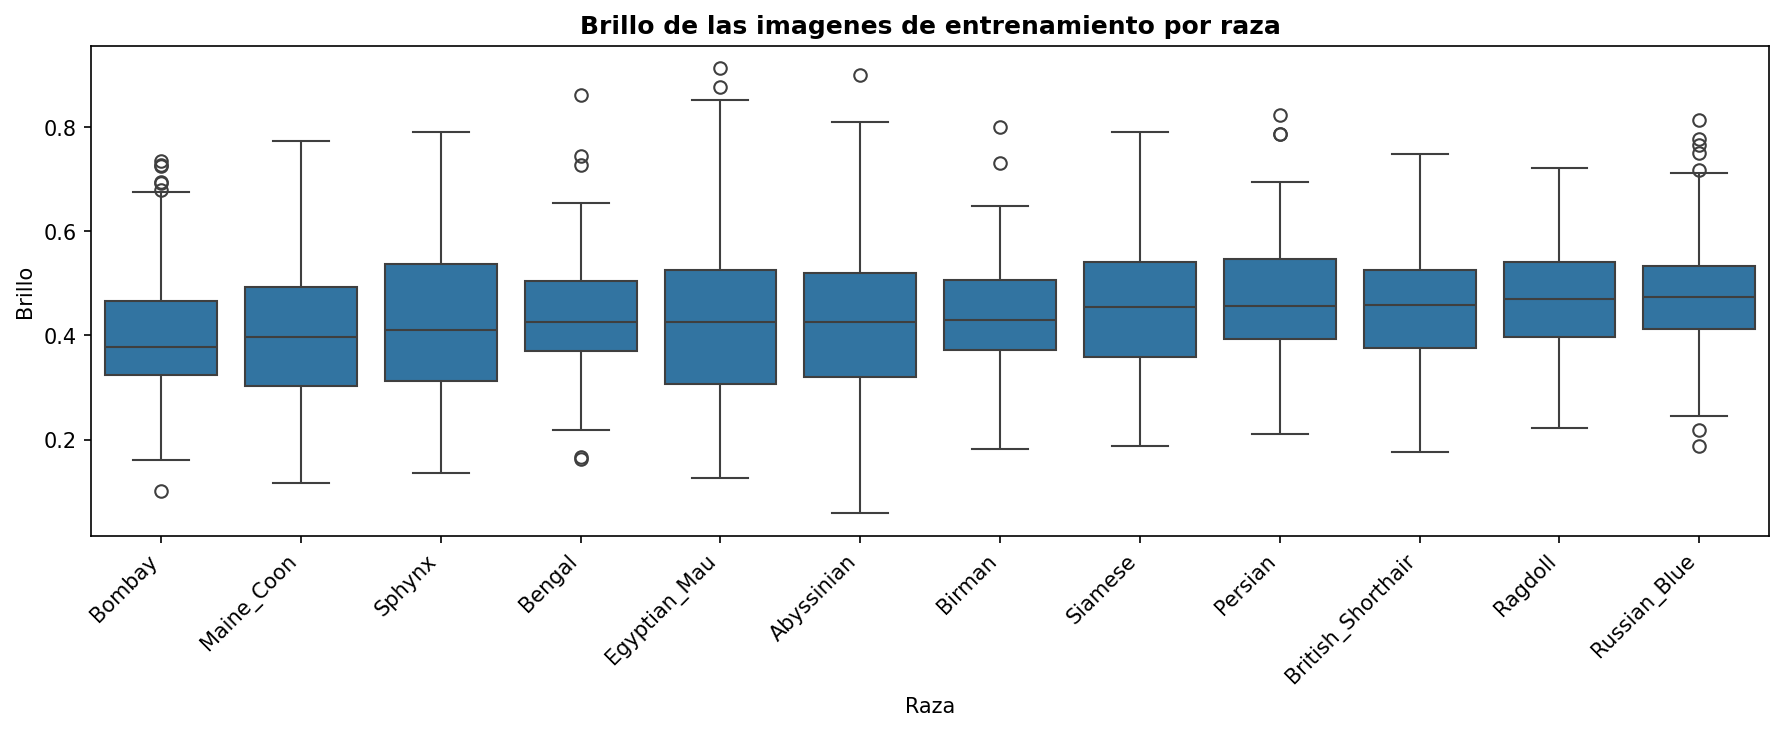 Brillo de las imagenes de entrenamiento por raza
Brillo
0.8
0.6
0.4
0.2
Bombay
Maine_Coon
Sphynx
Bengal
Egyptian_Mau
Abyssinian
Birman
Siamese
Persian
British_Shorthair
Ragdoll
Russian_Blue
Raza